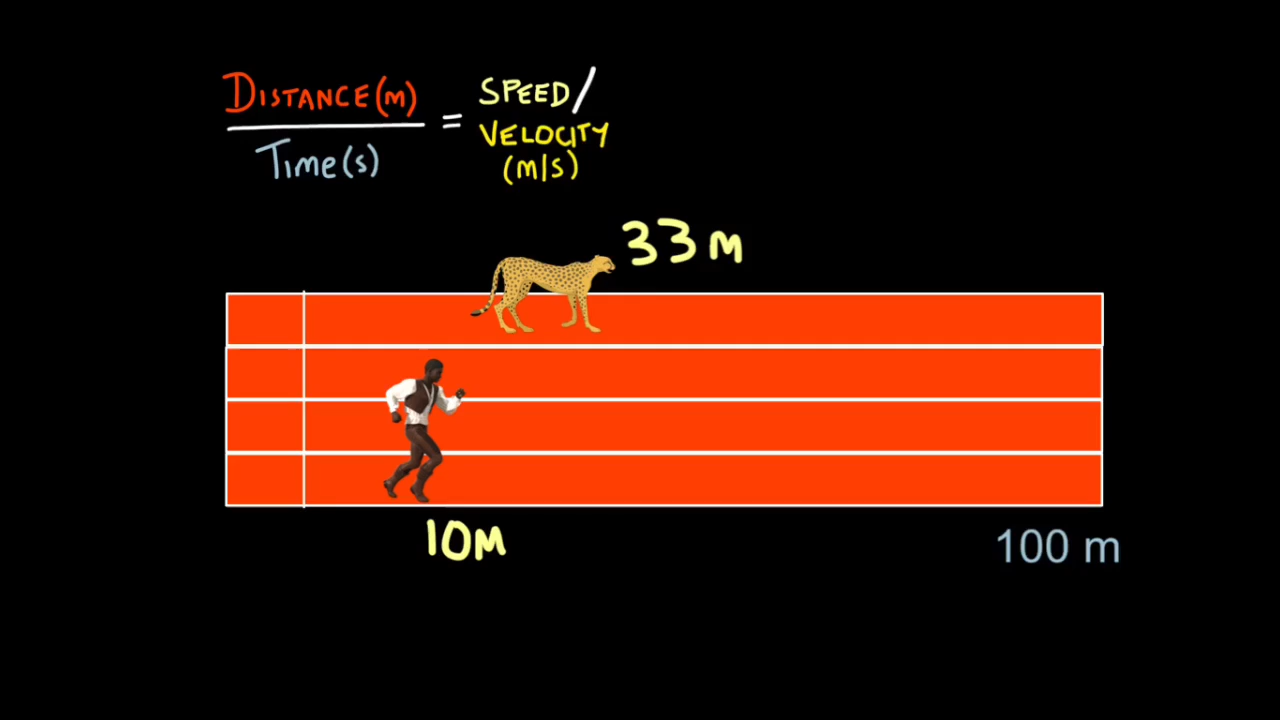 DISTANCE(M)
TIME(S)
= SPEED/
VELOCITY
(M/S)
33 M
10M
100 m